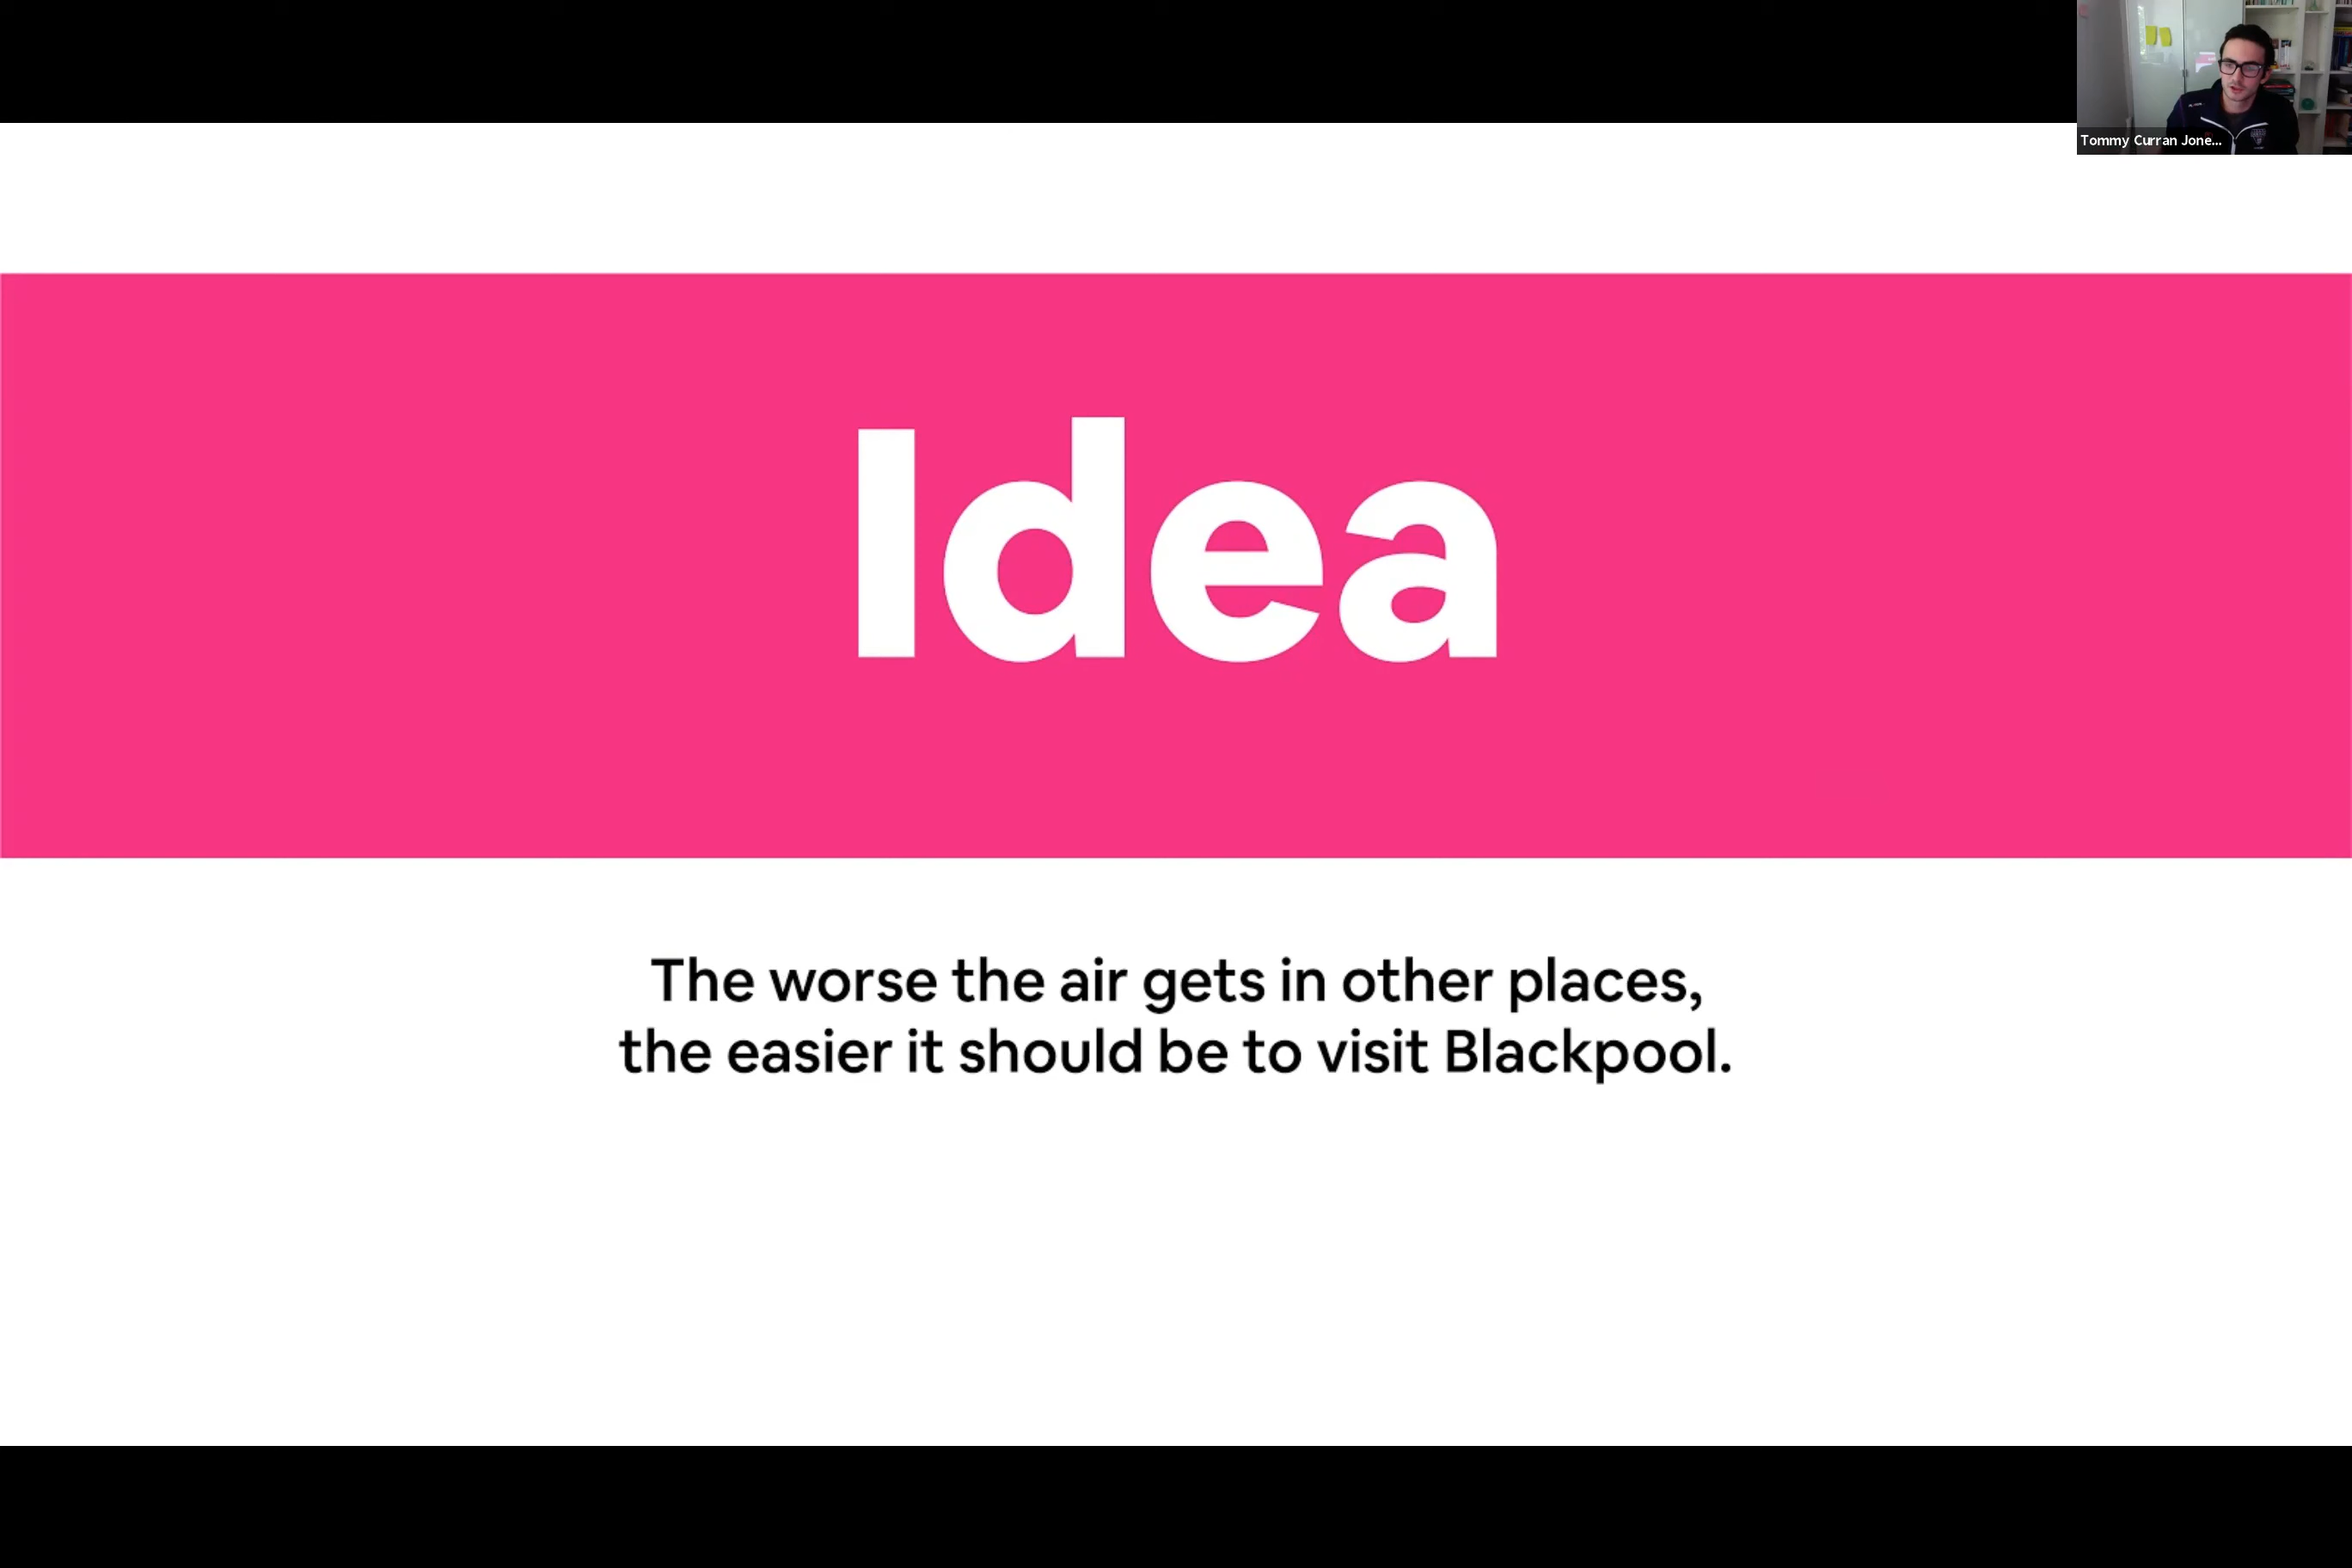 Tommy Curran Jone...
Idea
The worse the air gets in other places,
the easier it should be to visit Blackpool.